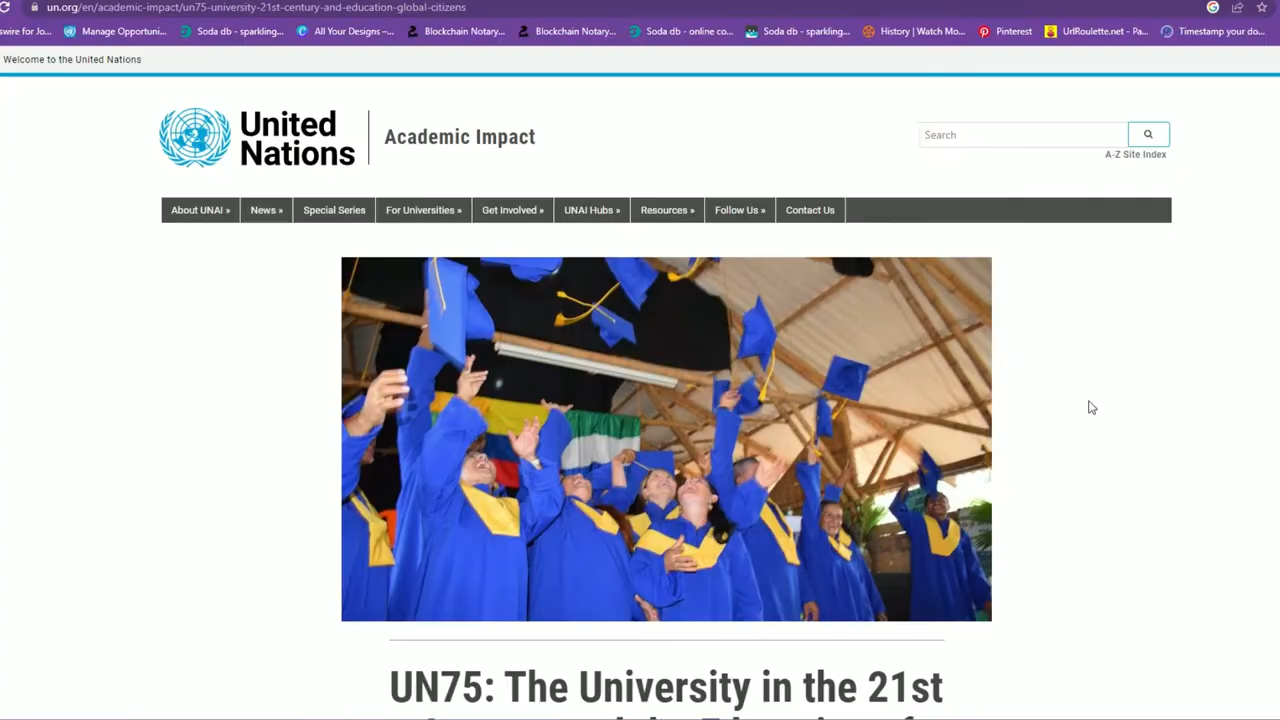 un.org/en/academic-impact/un75-university-21st-century-and-education-global-citizens
swire for Jo... Manage Opportuni... Soda db - sparkling... All Your Designs –... Blockchain Notary... Blockchain Notary... Soda db - online co... Soda db - sparkling... History | Watch Mo... Pinterest UrlRoulette.net - Pa... Timestamp your do...
Welcome to the United Nations
United
Nations
Academic Impact
Search
A-Z Site Index
About UNAI » News » Special Series For Universities » Get Involved » UNAI Hubs » Resources » Follow Us » Contact Us
UN75: The University in the 21st